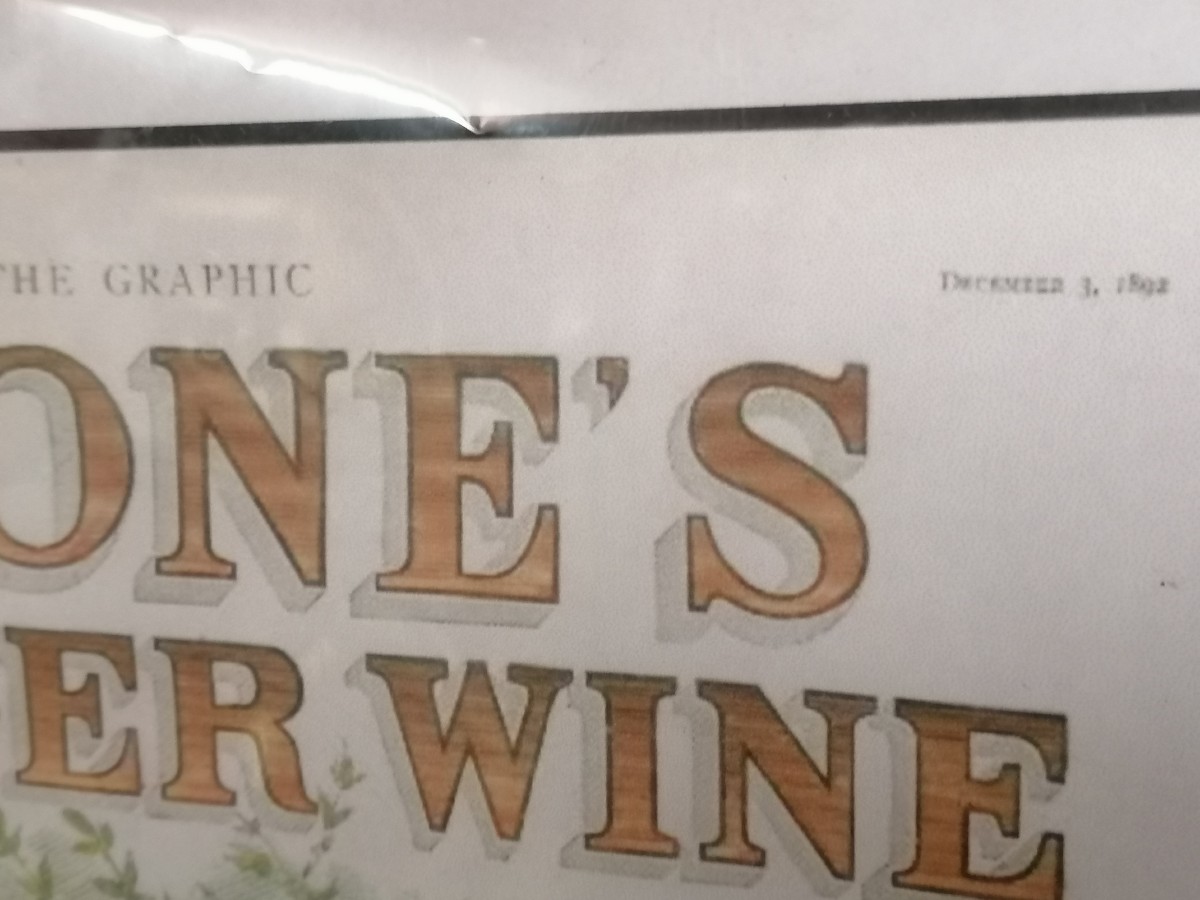 THE GRAPHIC
DECEMBER 3, 1892
ONE'S
ER WINE